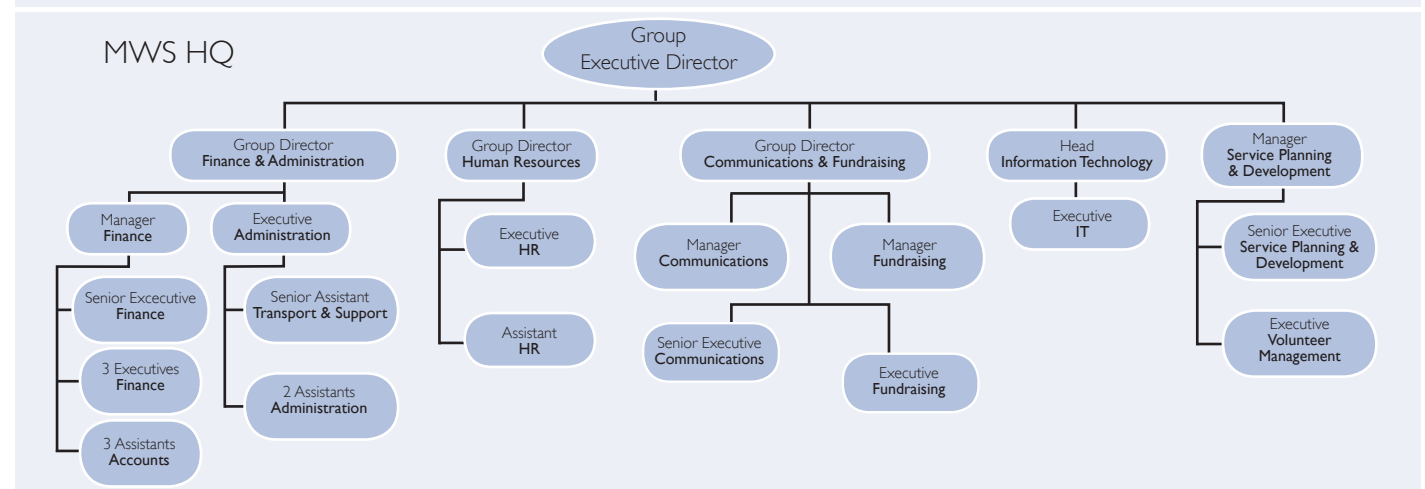 MWS HQ
Group
Executive Director
Group Director
Finance & Administration
Group Director
Human Resources
Group Director
Communications & Fundraising
Head
Information Technology
Manager
Service Planning
& Development
Manager
Finance
Executive
Administration
Senior Excecutive
Finance
3 Executives
Finance
3 Assistants
Accounts
Senior Assistant
Transport & Support
2 Assistants
Administration
Executive
HR
Assistant
HR
Manager
Communications
Manager
Fundraising
Senior Executive
Communications
Executive
Fundraising
Executive
IT
Senior Executive
Service Planning &
Development
Executive
Volunteer
Management